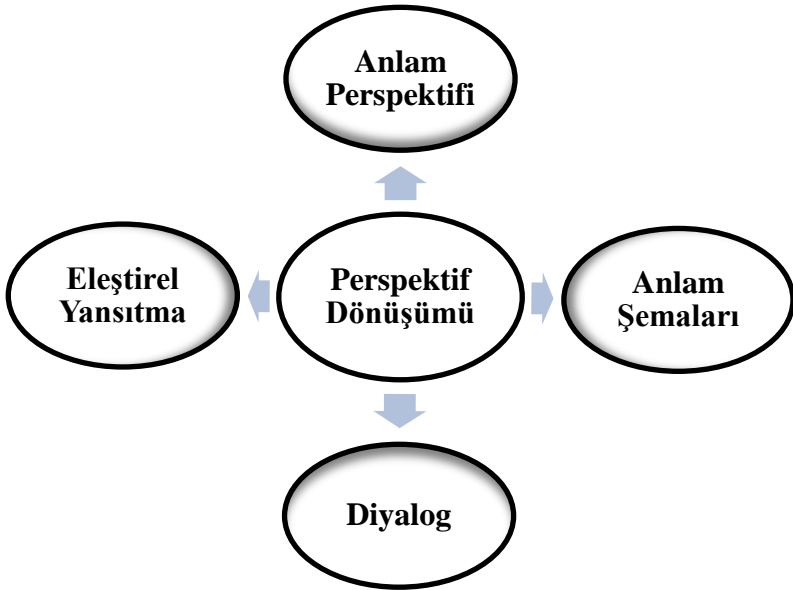 Anlam
Perspektifi
Eleştirel
Yansıtma
Perspektif
Dönüşümü
Anlam
Şemaları
Diyalog